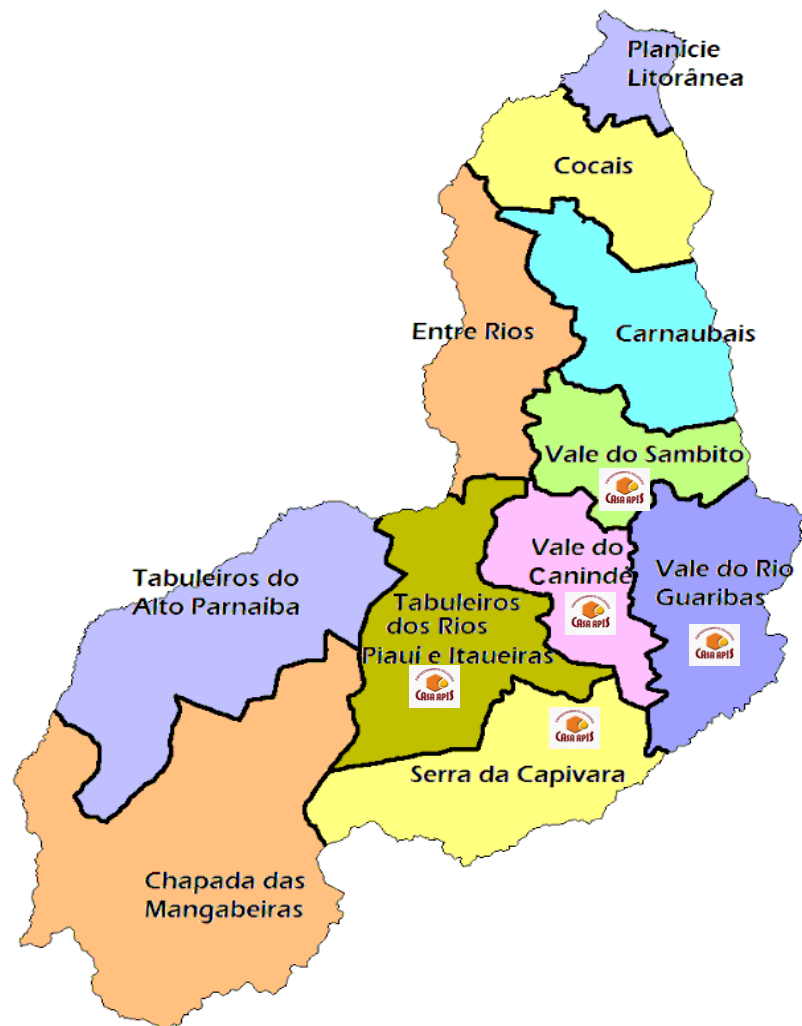 Planície
Litorânea
Cocais
Entre Rios
Carnaubais
Vale do Sambito
CASA APIS
Vale do
Canindé
CASA APIS
Vale do Rio
Guaribas
CASA APIS
Tabuleiros do
Alto Parnaíba
Tabuleiros
dos Rios
Piauí e Itaueiras
CASA APIS
CASA APIS
Serra da Capivara
Chapada das
Mangabeiras